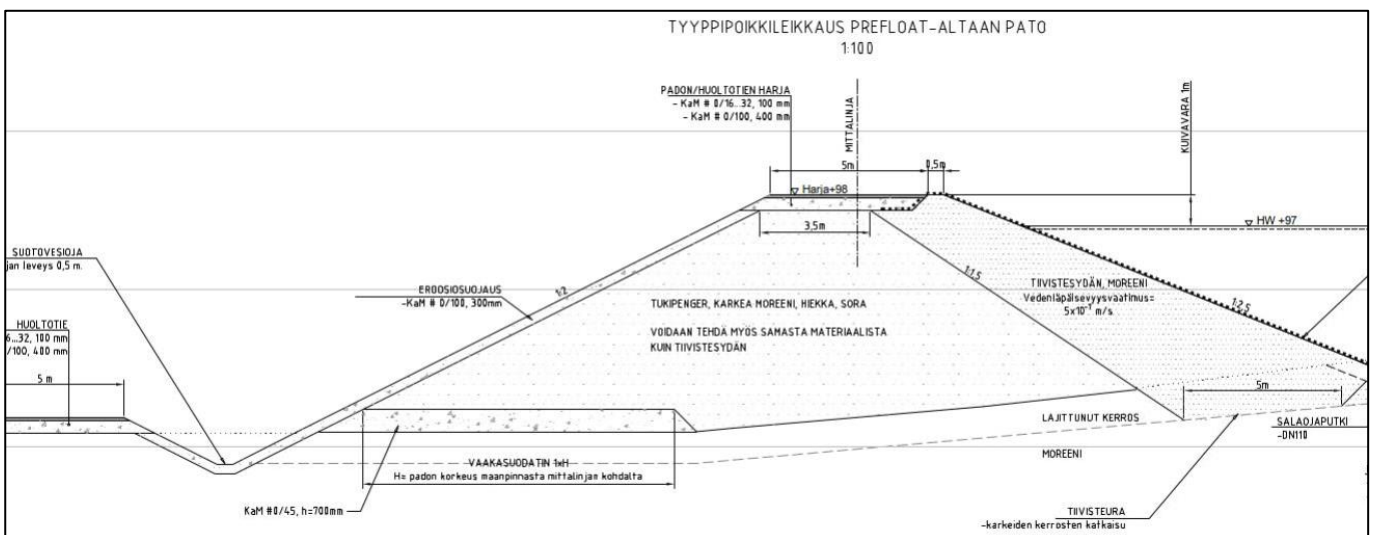 TYYPPIPOIKKILEIKKAUS PREFLOAT-ALTAAN PATO
1:100
PADON/HUOLTOTIEN HARJA
- KaM # 0/16...32, 100 mm
- KaM # 0/100, 400 mm
MITTALINJA
KUIVAVARA 1m
5m
0,5m
Harja+98
HW +97
3,5m
SUOTOVESIOJA
jan leveys 0,5 m.
EROOSIOSUOJAUS
-KaM # 0/100, 300mm
1:2
1:1.5
TIIVISTESYDÄN, MOREENI
Vedenläpäisevyysvaatimus=
5x10⁻⁷ m/s
1:2.5
TUKIPENGER, KARKEA MOREENI, HIEKKA, SORA
VOIDAAN TEHDÄ MYÖS SAMASTA MATERIAALISTA
KUIN TIIVISTESYDÄN
HUOLTOTIE
6...32, 100 mm
/100, 400 mm
5 m
5m
LAJITTUNUT KERROS
SALAOJAPUTKI
-DN110
MOREENI
VAAKASUODATIN 1xH
H= padon korkeus maanpinnasta mittalinjan kohdalta
KaM #0/45, h=700mm
TIIVISTEURA
-karkeiden kerrosten katkaisu